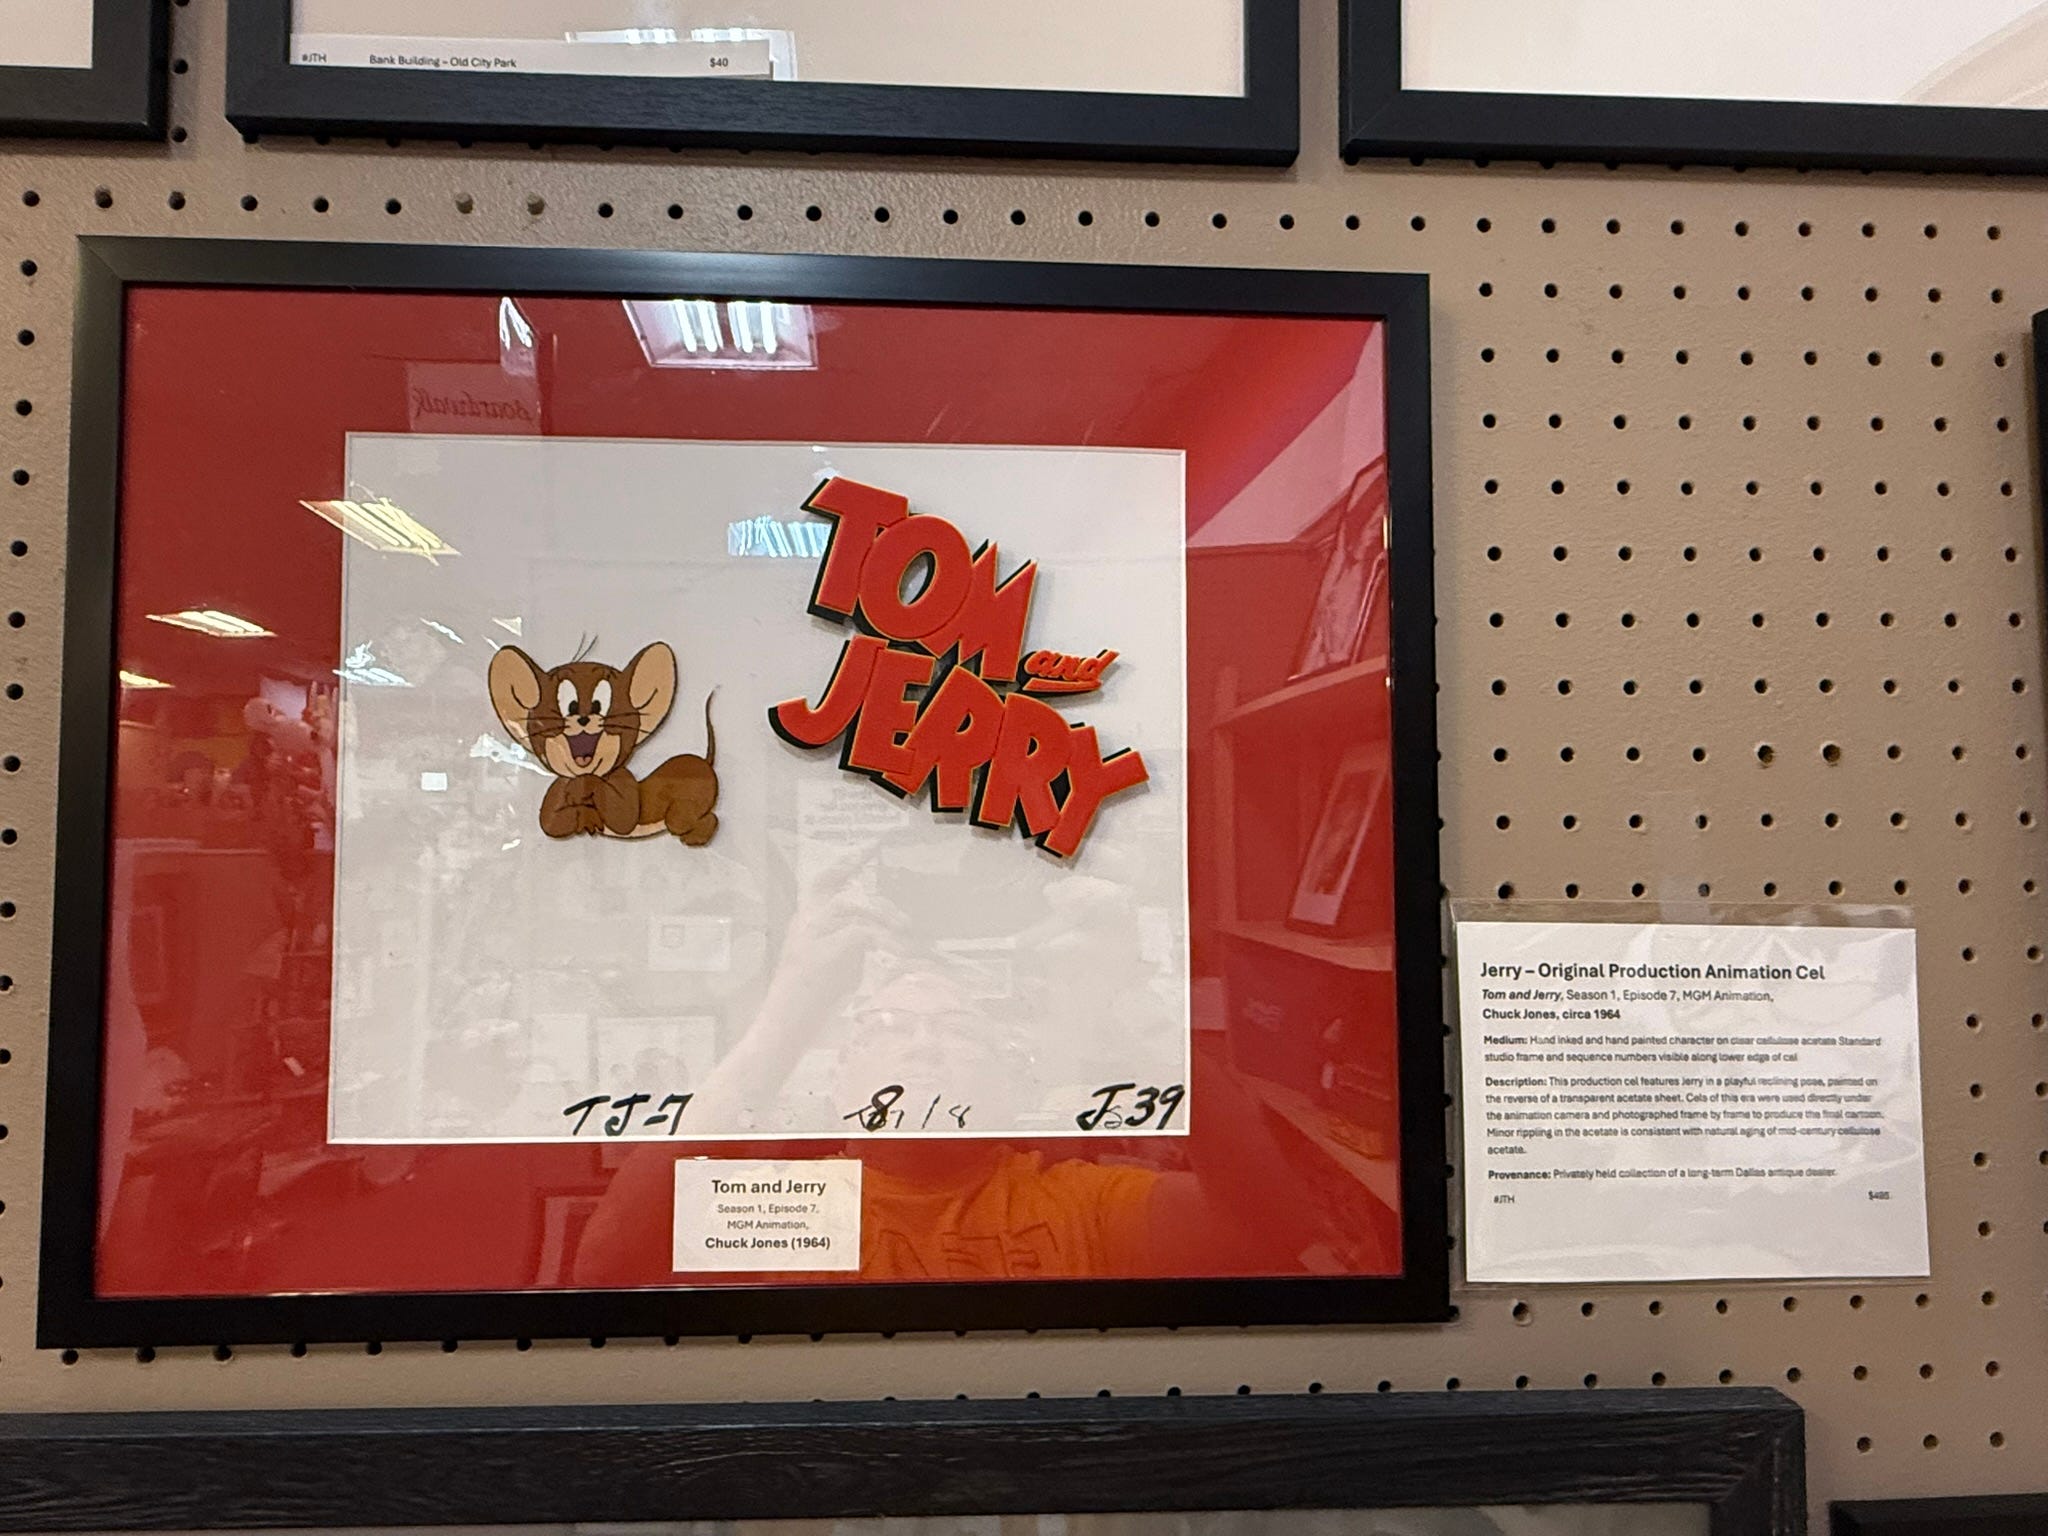 #JTH Bank Building – Old City Park $40
Boardwalk
TOM
and
JERRY
TJ-7 8 / 8 J 39
Tom and Jerry
Season 1, Episode 7,
MGM Animation,
Chuck Jones (1964)
Jerry – Original Production Animation Cel
Tom and Jerry, Season 1, Episode 7, MGM Animation,
Chuck Jones, circa 1964
Medium: Hand inked and hand painted character on clear cellulose acetate Standard
studio frame and sequence numbers visible along lower edge of cel
Description: This production cel features Jerry in a playful reclining pose, painted on
the reverse of a transparent acetate sheet. Cels of this era were used directly under
the animation camera and photographed frame by frame to produce the final cartoon.
Minor rippling in the acetate is consistent with natural aging of mid-century cellulose
acetate.
Provenance: Privately held collection of a long-term Dallas antique dealer.
#JTH $495